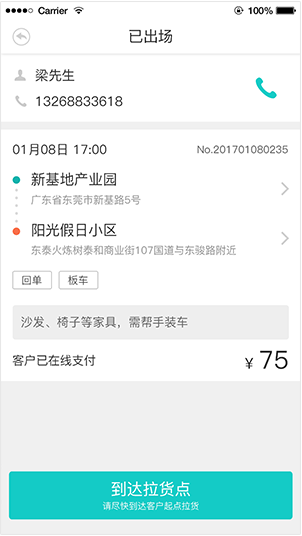 Carrier
100%
已出场
梁先生
13268833618
01月08日 17:00
No.201701080235
新基地产业园
广东省东莞市新基路5号
阳光假日小区
东泰火炼树泰和商业街107国道与东骏路附近
回单 板车
沙发、椅子等家具，需帮手装车
客户已在线支付
¥ 75
到达拉货点
请尽快到达客户起点拉货